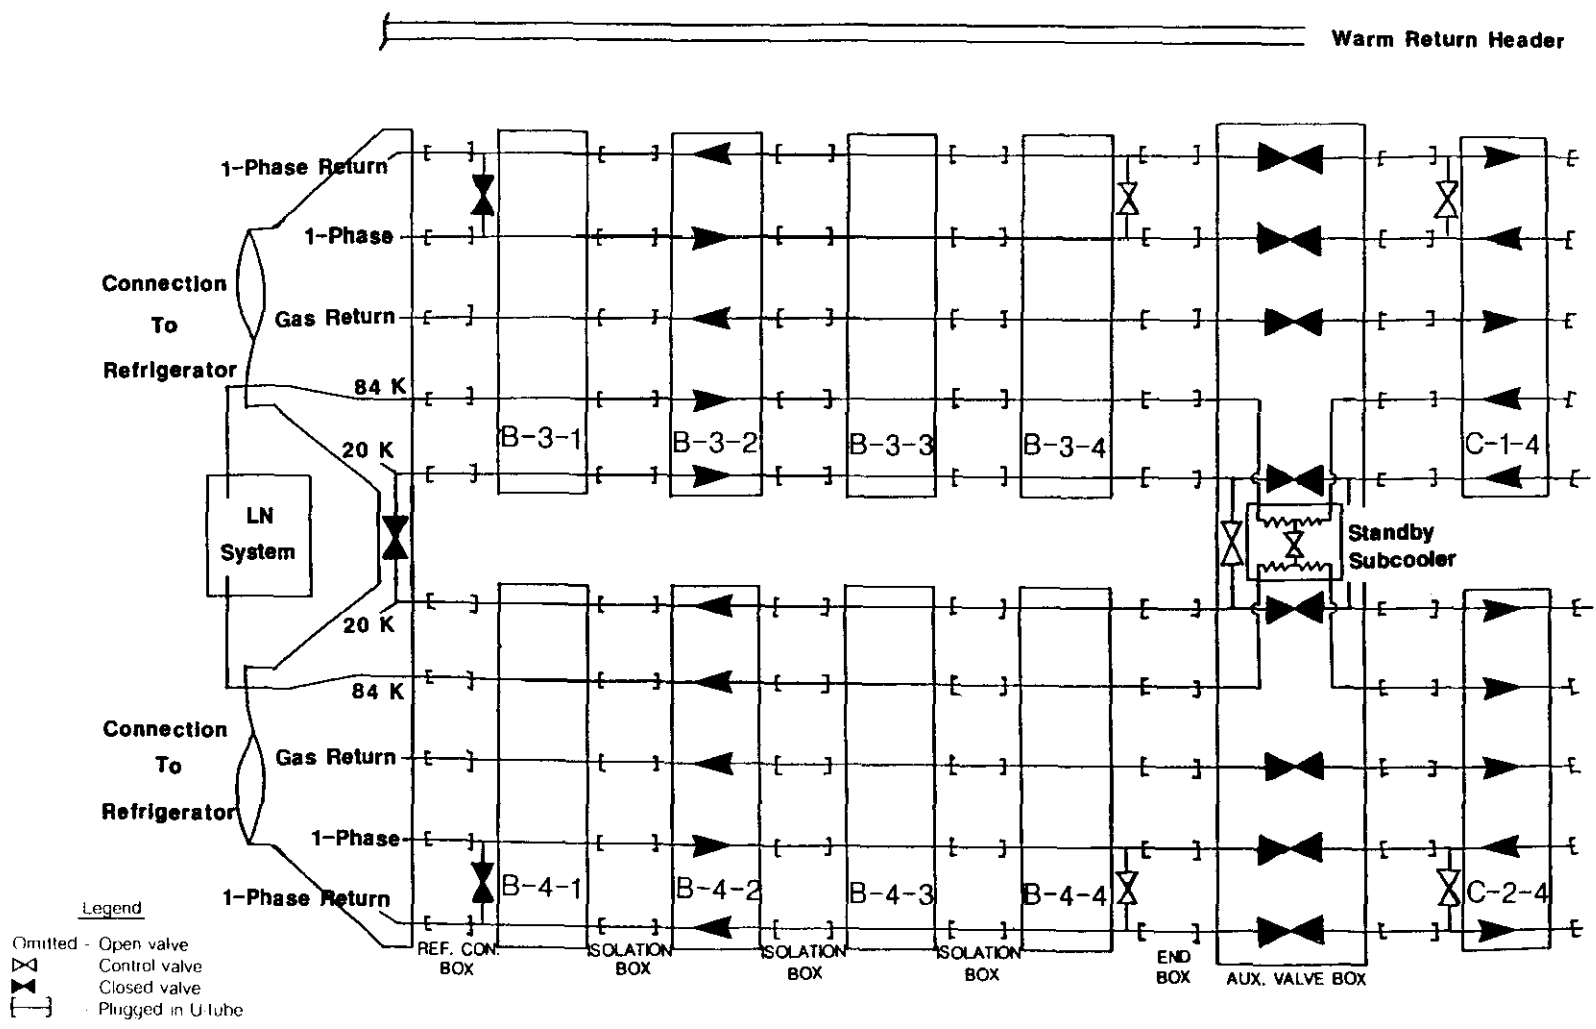 Warm Return Header
1-Phase Return
1-Phase
Connection
To
Refrigerator
Gas Return
84 K
20 K
B-3-1
B-3-2
B-3-3
B-3-4
C-1-4
LN
System
Standby
Subcooler
20 K
84 K
Connection
To
Refrigerator
Gas Return
1-Phase
1-Phase Return
B-4-1
B-4-2
B-4-3
B-4-4
C-2-4
REF. CON.
BOX
ISOLATION
BOX
ISOLATION
BOX
ISOLATION
BOX
END
BOX
AUX. VALVE BOX
Legend
Omitted - Open valve
Control valve
Closed valve
- Plugged in U-tube